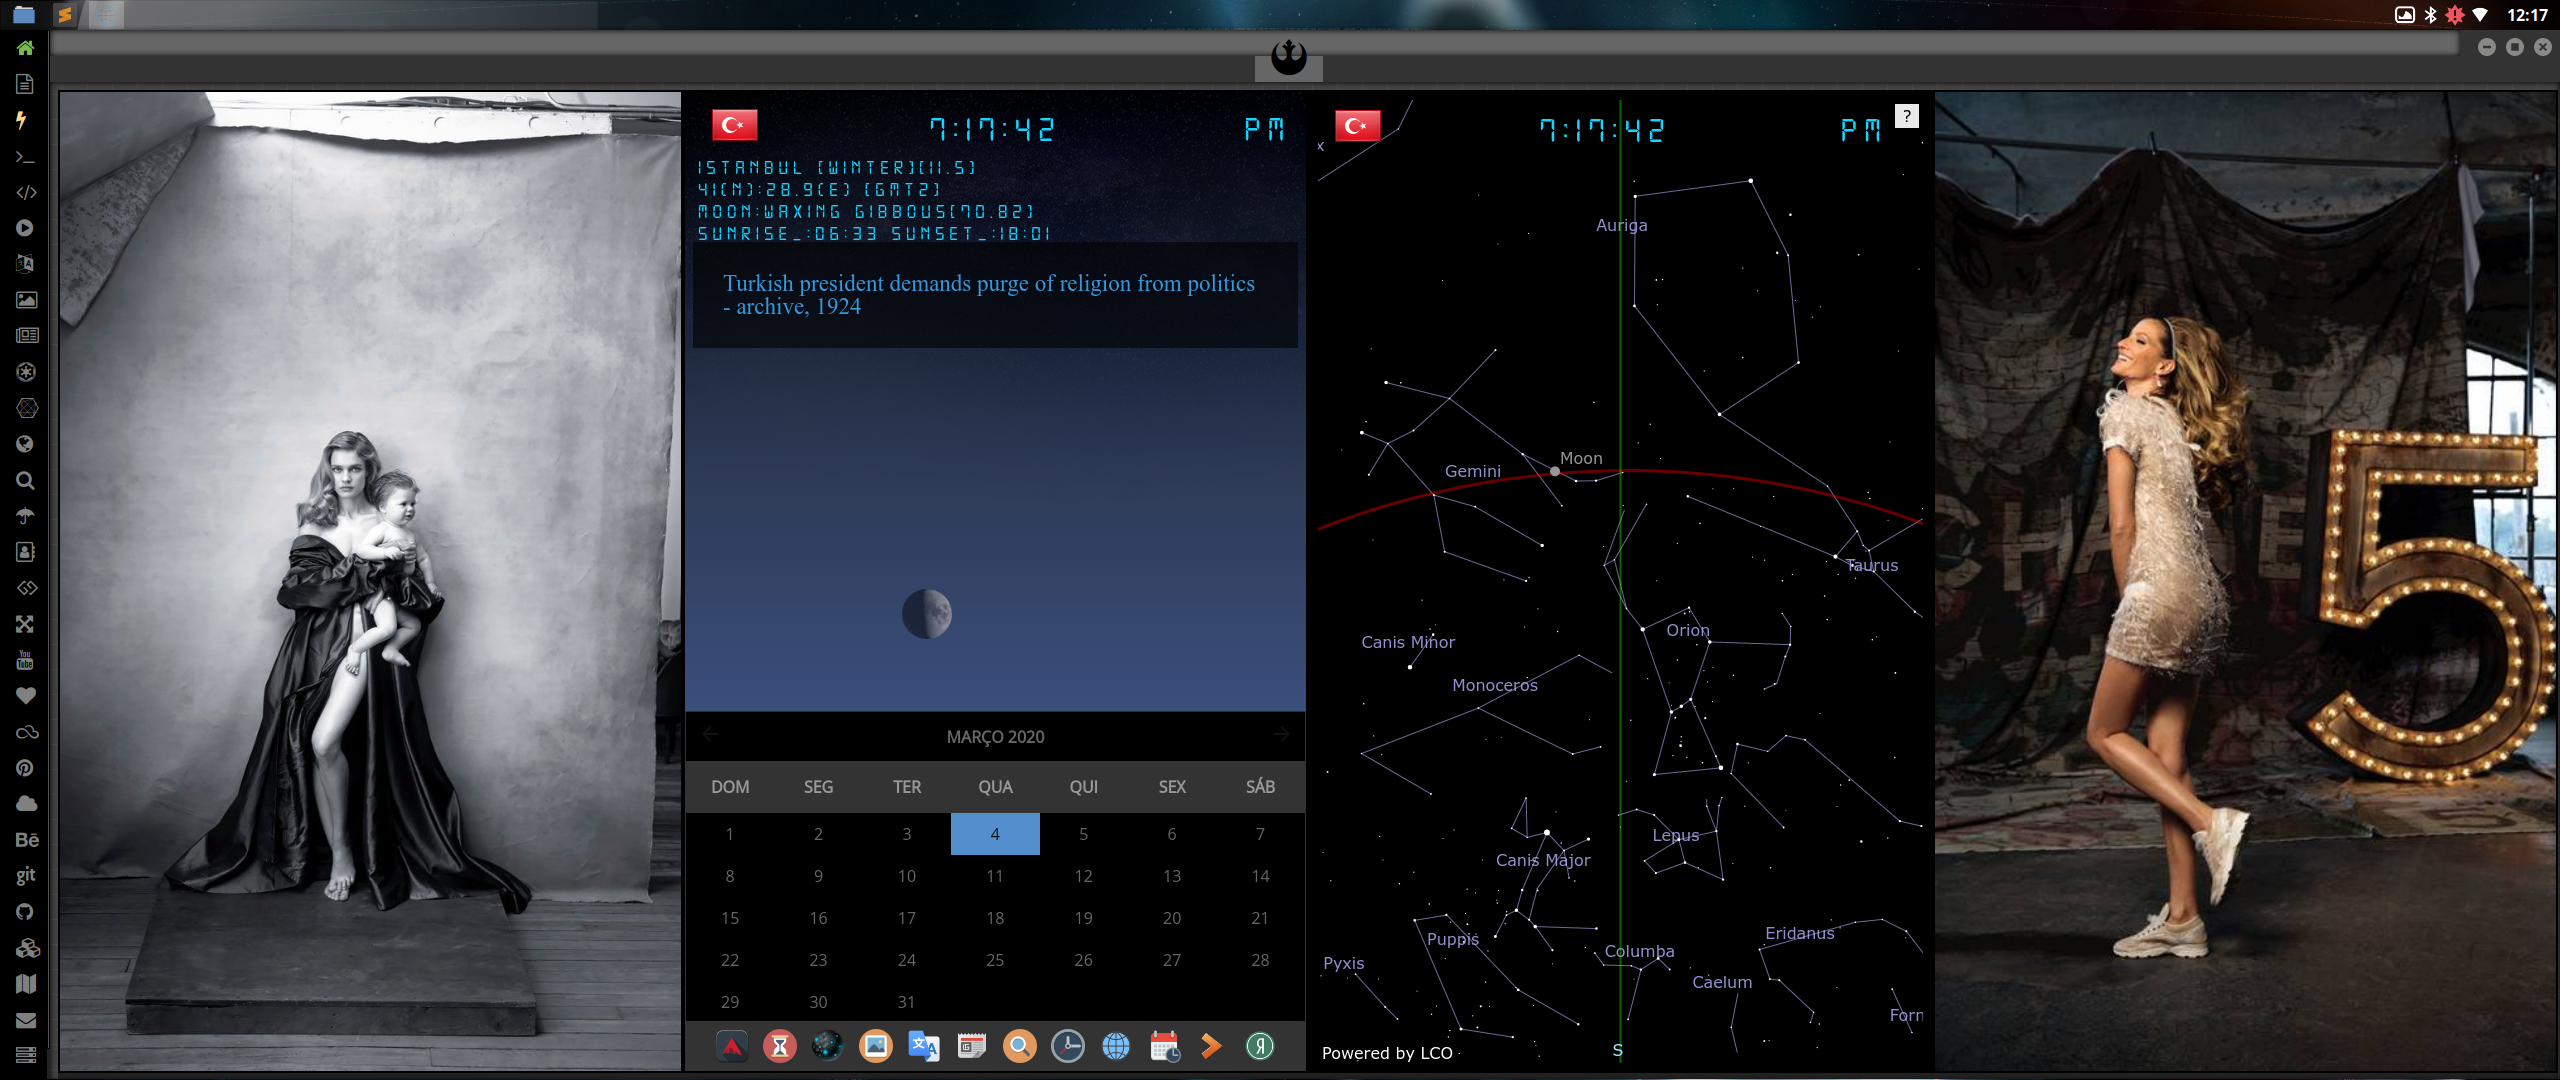 12:17
7:17:42 PM
ISTANBUL [WINTER][11.5]
41[N]:28.9[E] [GMT2]
MOON:WAXING GIBBOUS[70.82]
SUNRISE_:06:33 SUNSET_:18:01
Turkish president demands purge of religion from politics
- archive, 1924
MARÇO 2020
DOM SEG TER QUA QUI SEX SÁB
1 2 3 4 5 6 7
8 9 10 11 12 13 14
15 16 17 18 19 20 21
22 23 24 25 26 27 28
29 30 31
7:17:42 PM
?
x
Auriga
Moon
Gemini
Taurus
Orion
Canis Minor
Monoceros
Lepus
Canis Major
Puppis
Eridanus
Columba
Pyxis
Caelum
Forn
S
Powered by LCO
5
You
Tube
Bē
git